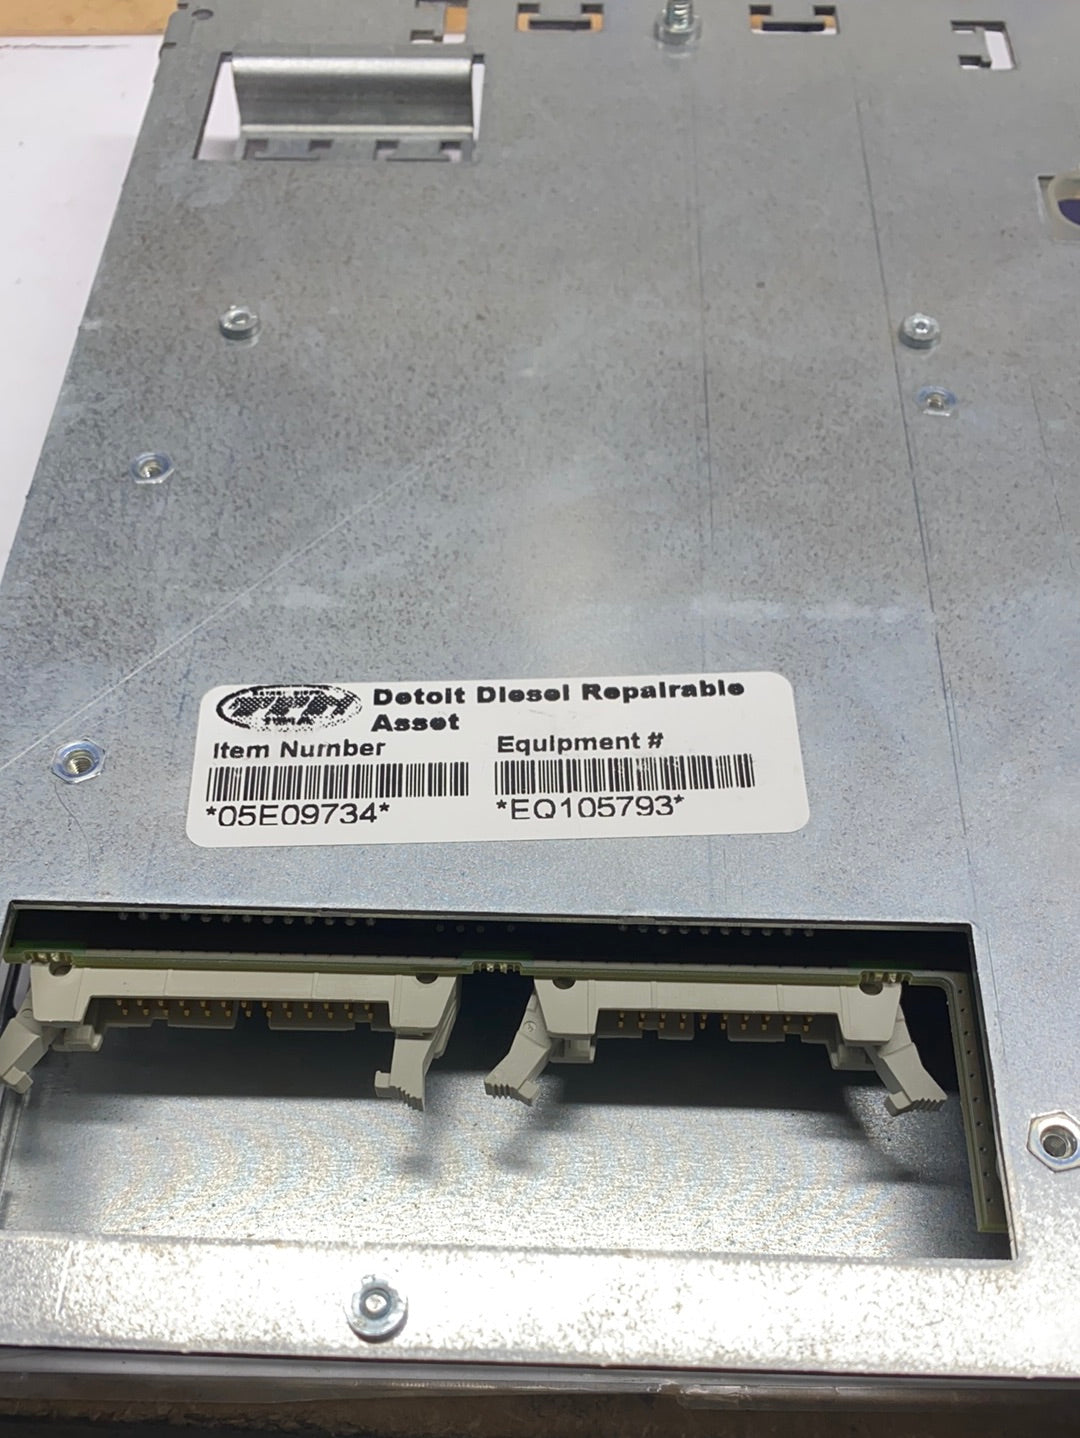 Detoit Diesel Repairable
Asset
Item Number
Equipment #
*05E09734*
*EQ105793*